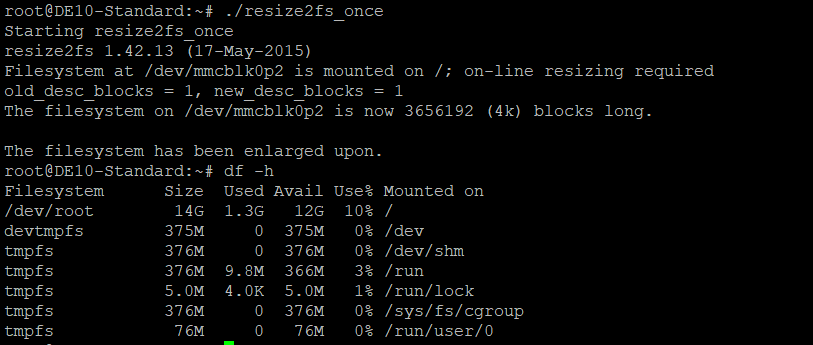 root@DE10-Standard:~# ./resize2fs_once
Starting resize2fs_once
resize2fs 1.42.13 (17-May-2015)
Filesystem at /dev/mmcblk0p2 is mounted on /; on-line resizing required
old_desc_blocks = 1, new_desc_blocks = 1
The filesystem on /dev/mmcblk0p2 is now 3656192 (4k) blocks long.

The filesystem has been enlarged upon.
root@DE10-Standard:~# df -h
Filesystem      Size  Used Avail Use% Mounted on
/dev/root        14G  1.3G   12G  10% /
devtmpfs        375M     0  375M   0% /dev
tmpfs           376M     0  376M   0% /dev/shm
tmpfs           376M  9.8M  366M   3% /run
tmpfs           5.0M  4.0K  5.0M   1% /run/lock
tmpfs           376M     0  376M   0% /sys/fs/cgroup
tmpfs            76M     0   76M   0% /run/user/0